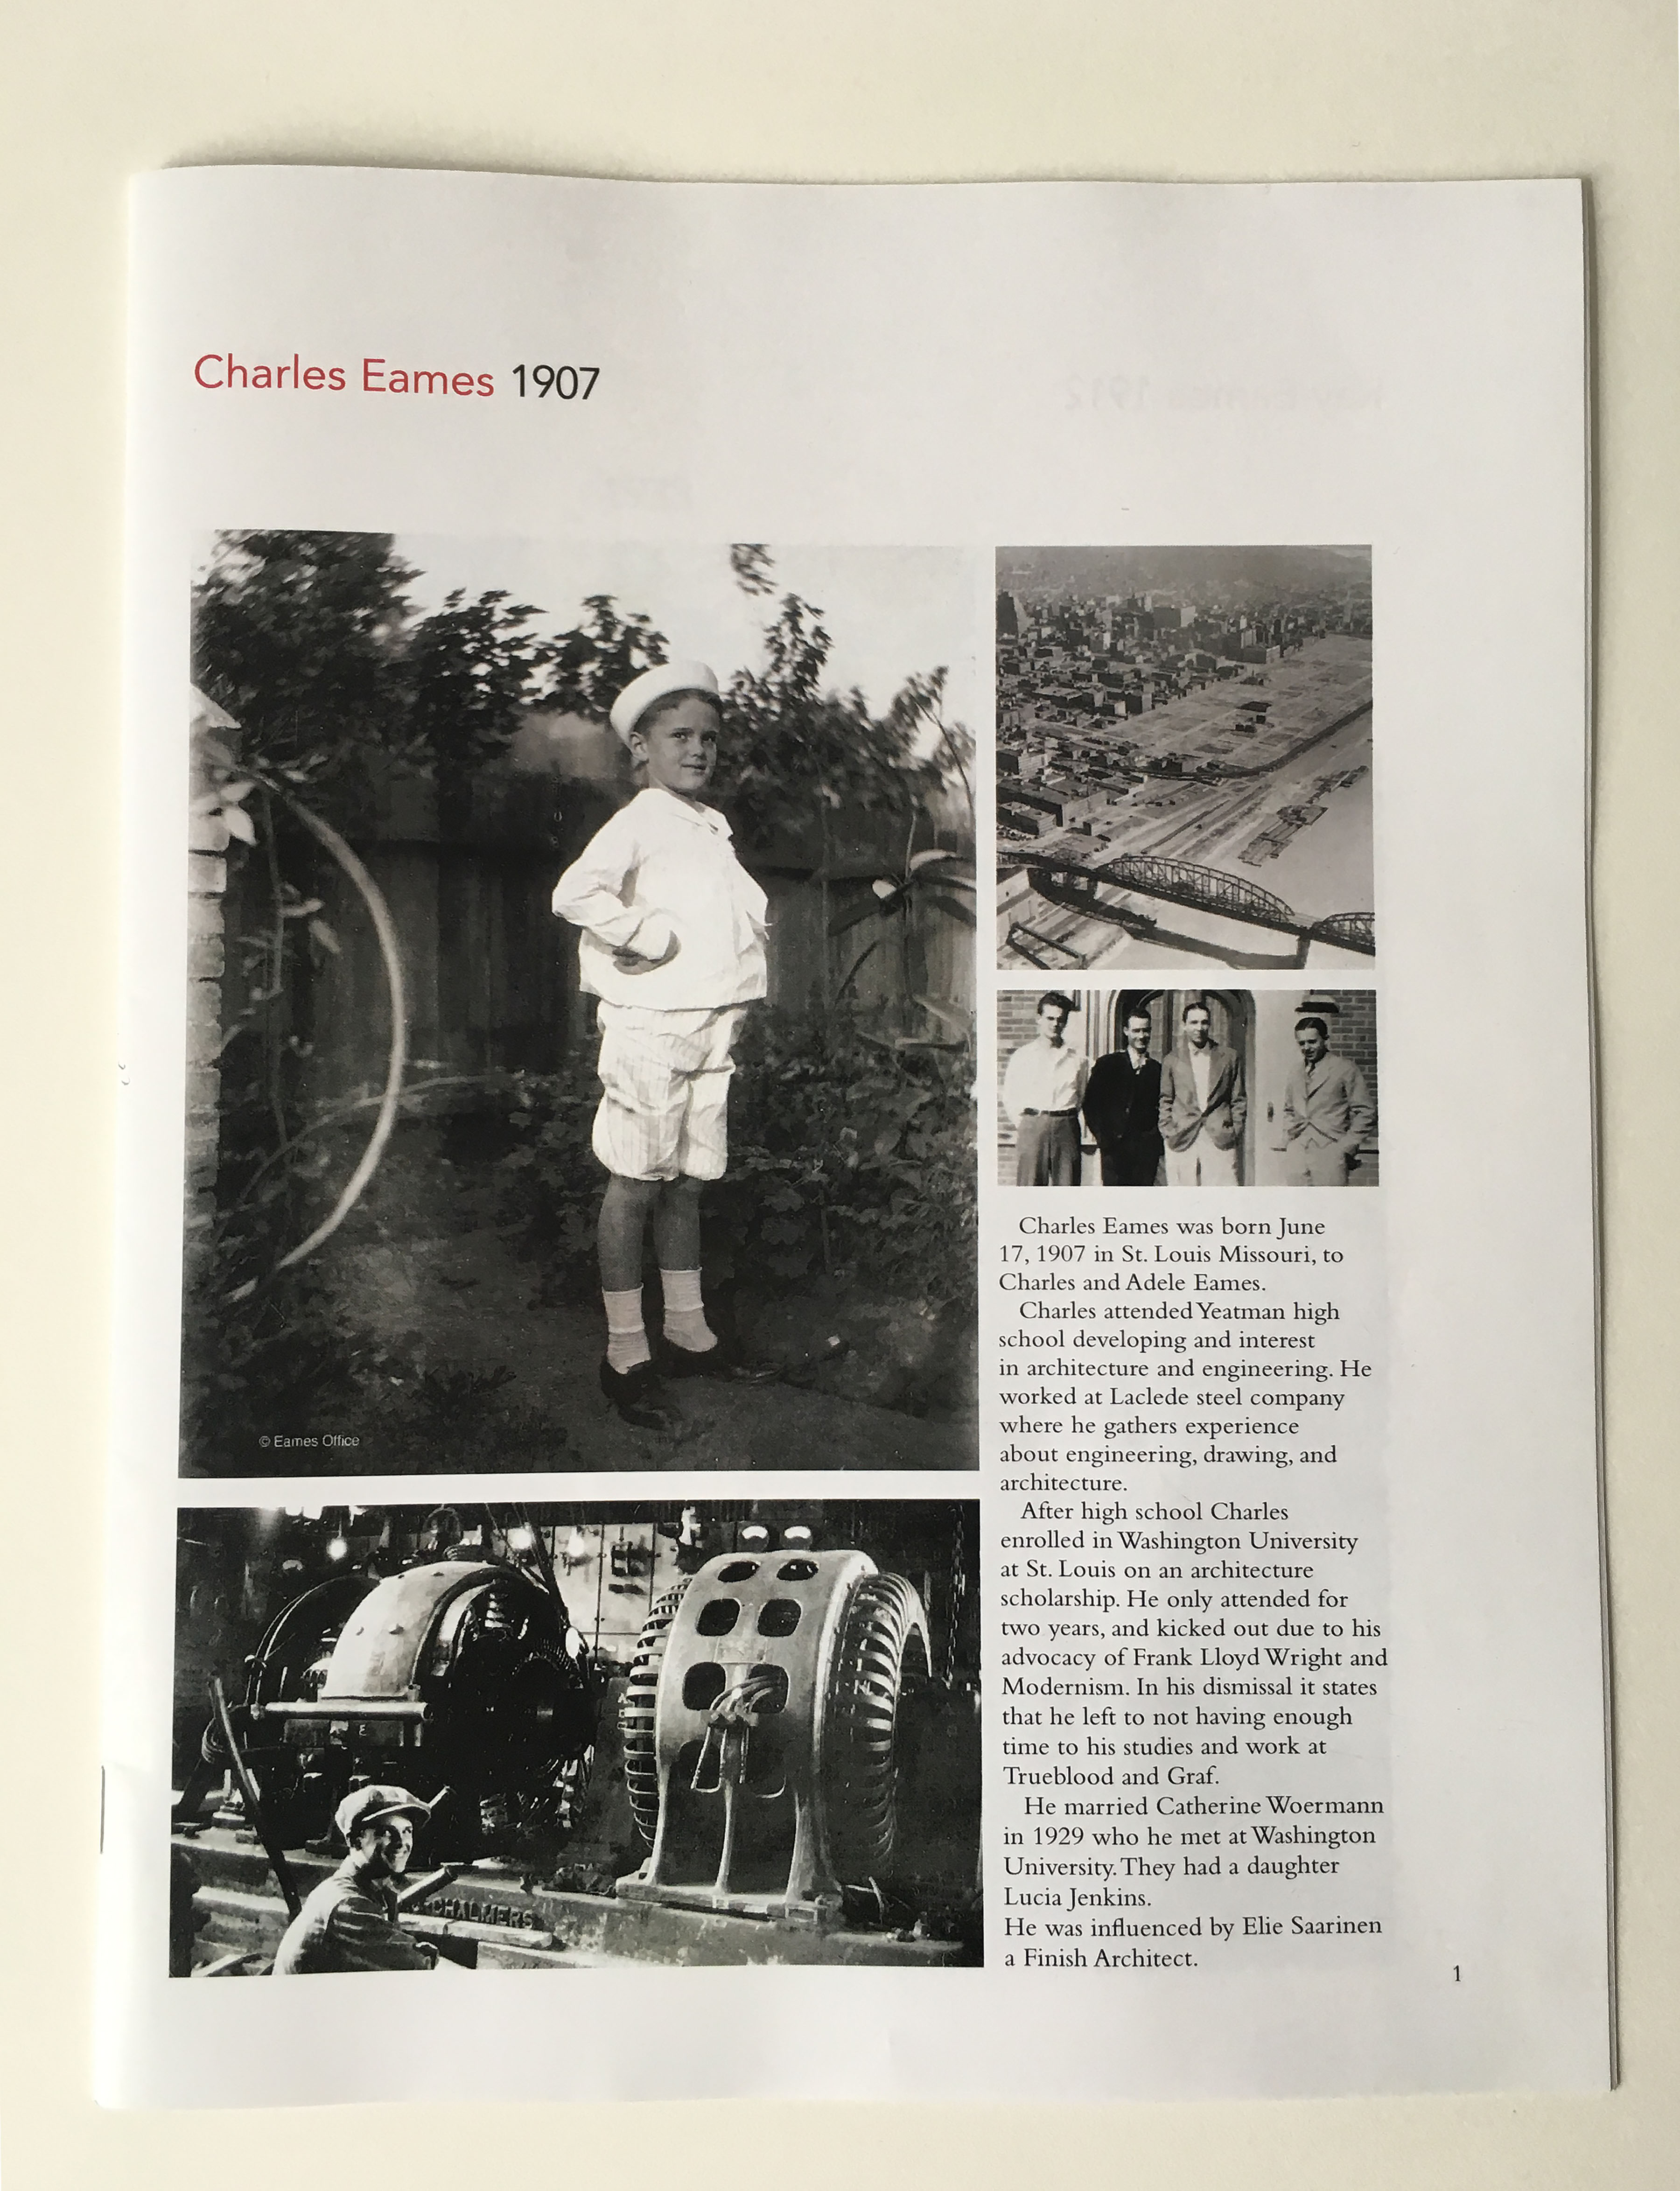 Charles Eames 1907
© Eames Office
CHALMERS
Charles Eames was born June
17, 1907 in St. Louis Missouri, to
Charles and Adele Eames.
Charles attended Yeatman high
school developing and interest
in architecture and engineering. He
worked at Laclede steel company
where he gathers experience
about engineering, drawing, and
architecture.
After high school Charles
enrolled in Washington University
at St. Louis on an architecture
scholarship. He only attended for
two years, and kicked out due to his
advocacy of Frank Lloyd Wright and
Modernism. In his dismissal it states
that he left to not having enough
time to his studies and work at
Trueblood and Graf.
He married Catherine Woermann
in 1929 who he met at Washington
University. They had a daughter
Lucia Jenkins.
He was influenced by Elie Saarinen
a Finish Architect.
1